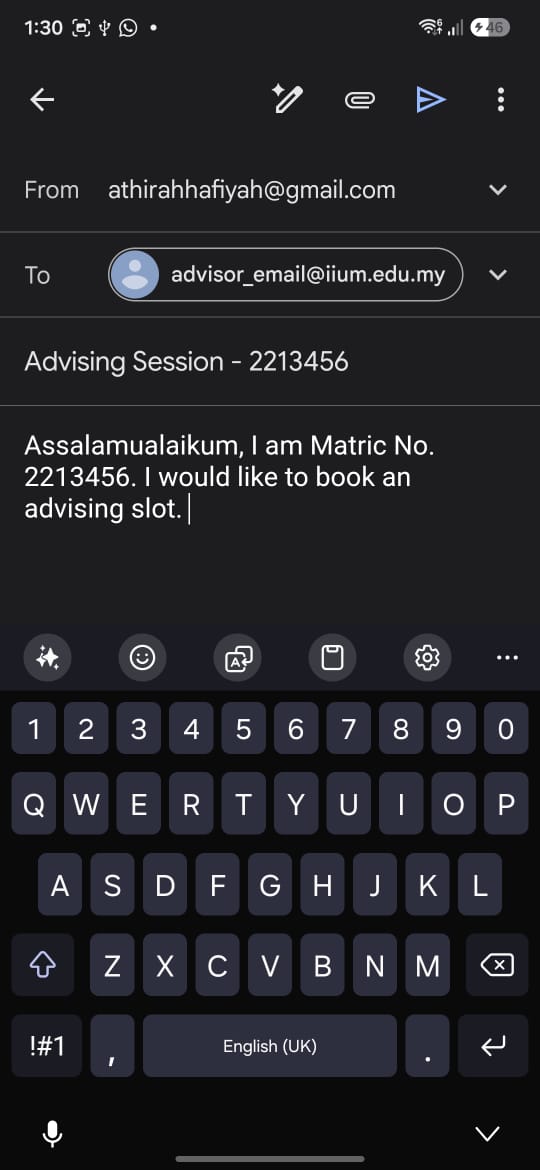 1:30
46
From athirahhafiyah@gmail.com
To advisor_email@iium.edu.my
Advising Session - 2213456
Assalamualaikum, I am Matric No.
2213456. I would like to book an
advising slot.
1 2 3 4 5 6 7 8 9 0
Q W E R T Y U I O P
A S D F G H J K L
Z X C V B N M
!#1 , English (UK) .